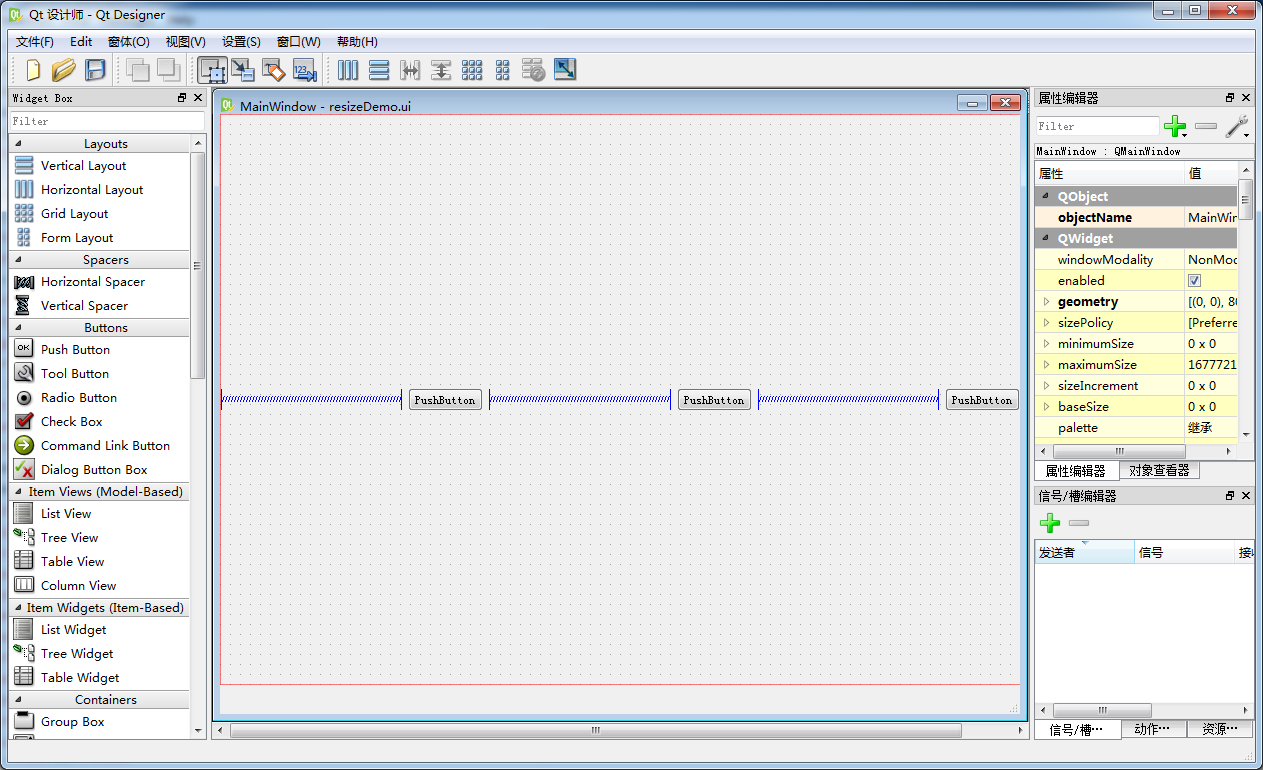 Qt 设计师 - Qt Designer
文件(F) Edit 窗体(O) 视图(V) 设置(S) 窗口(W) 帮助(H)
Widget Box
Filter
Layouts
Vertical Layout
Horizontal Layout
Grid Layout
Form Layout
Spacers
Horizontal Spacer
Vertical Spacer
Buttons
OK
Push Button
Tool Button
Radio Button
Check Box
Command Link Button
Dialog Button Box
Item Views (Model-Based)
List View
Tree View
Table View
Column View
Item Widgets (Item-Based)
List Widget
Tree Widget
Table Widget
Containers
Group Box
MainWindow - resizeDemo.ui
PushButton PushButton PushButton
属性编辑器
Filter
MainWindow : QMainWindow
属性 值
QObject
objectName MainWin
QWidget
windowModality NonMod
enabled
geometry [(0, 0), 80
sizePolicy [Preferre
minimumSize 0 x 0
maximumSize 1677721
sizeIncrement 0 x 0
baseSize 0 x 0
palette 继承
属性编辑器 对象查看器
信号/槽编辑器
发送者 信号 接收
信号/槽… 动作… 资源…